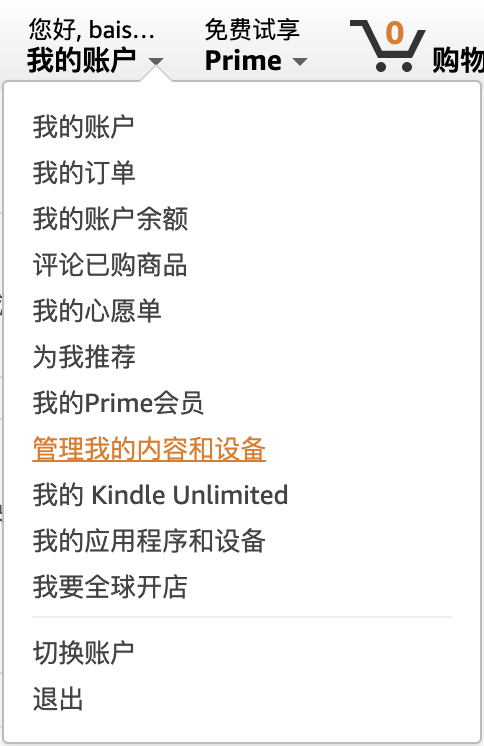 您好, bais...
我的账户
免费试享
Prime
0
购物
我的账户
我的订单
我的账户余额
评论已购商品
我的心愿单
为我推荐
我的Prime会员
管理我的内容和设备
我的 Kindle Unlimited
我的应用程序和设备
我要全球开店
切换账户
退出